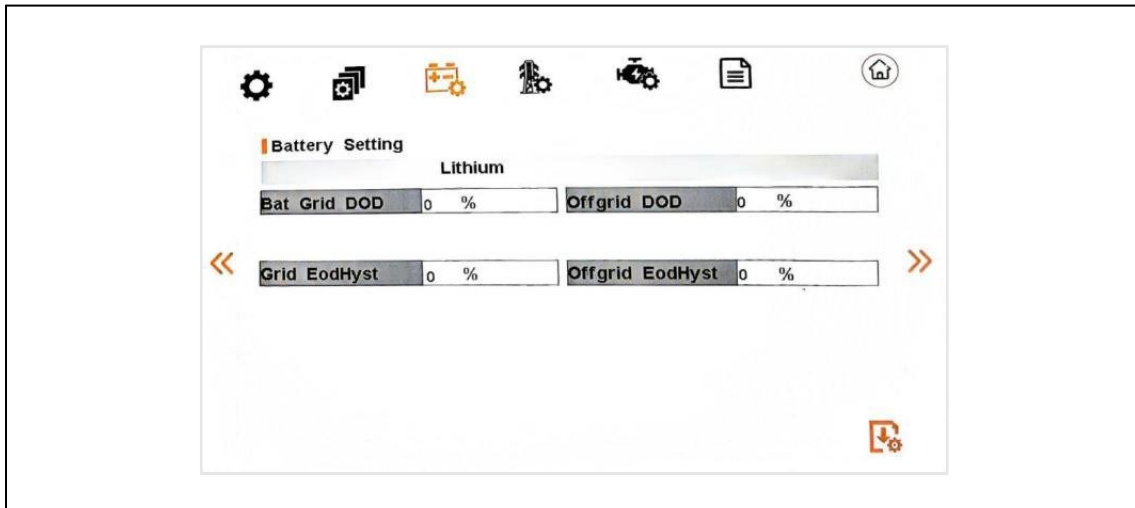 Battery Setting
Lithium
Bat Grid DOD 0 % Offgrid DOD 0 %
Grid EodHyst 0 % Offgrid EodHyst 0 %